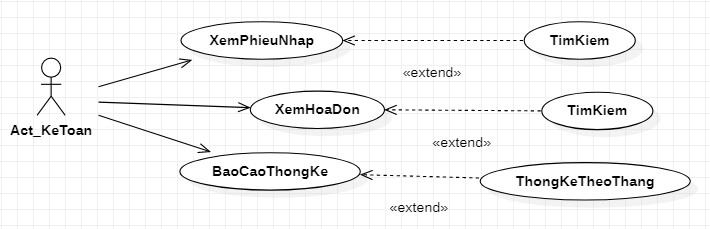 XemPhieuNhap
TimKiem
«extend»
Act_KeToan
XemHoaDon
TimKiem
«extend»
BaoCaoThongKe
ThongKeTheoThang
«extend»